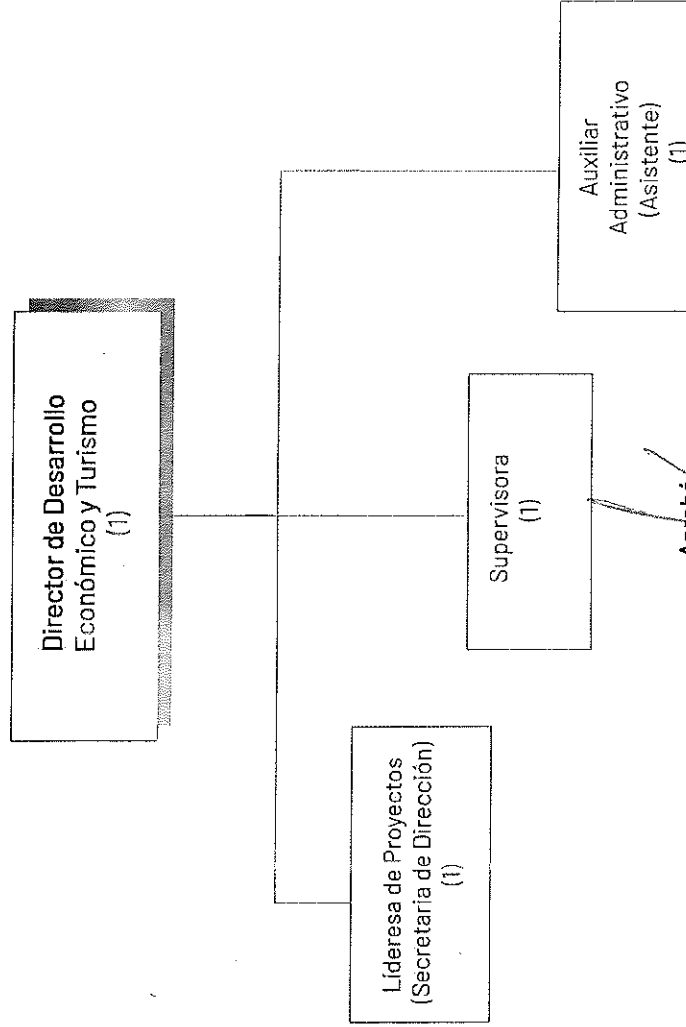 Director de Desarrollo
Económico y Turismo
(1)
Lideresa de Proyectos
(Secretaria de Dirección)
(1)
Supervisora
(1)
Auxiliar
Administrativo
(Asistente)
(1)